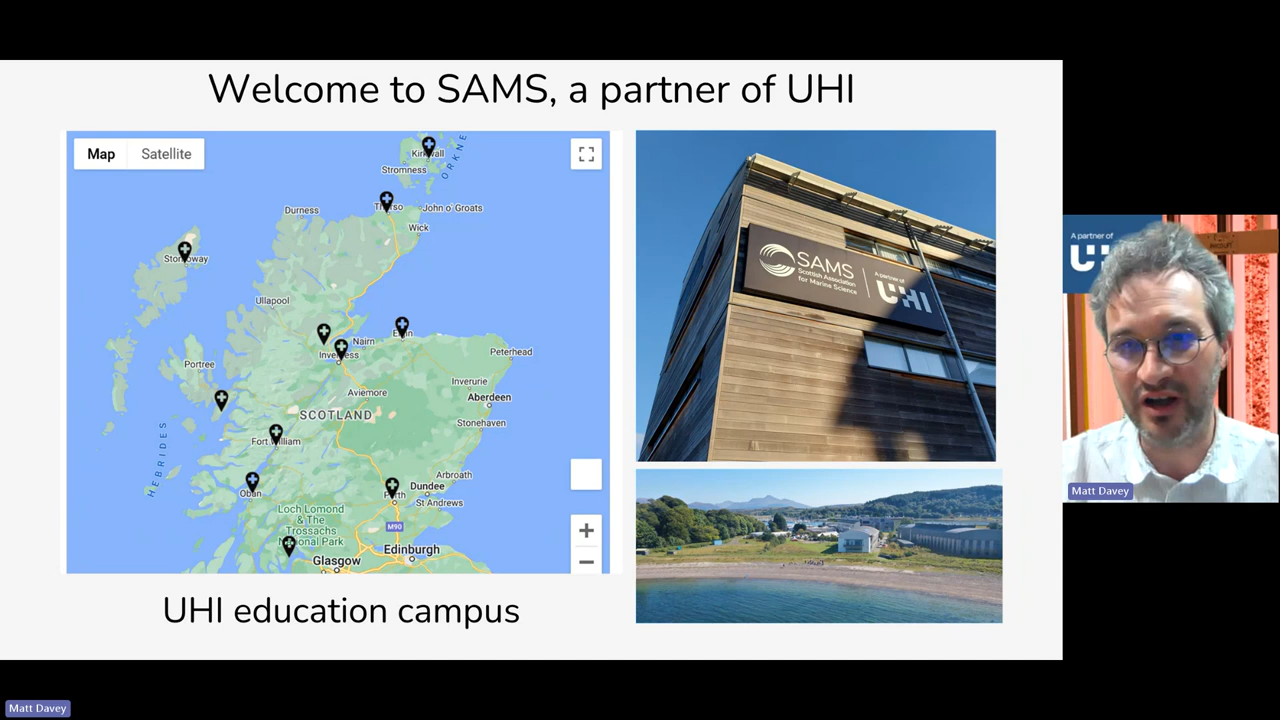 Welcome to SAMS, a partner of UHI
Map
Satellite
Kirkwall
ORKNE
Stromness
Thurso
John o' Groats
Durness
Wick
Stornoway
Ullapool
Elgin
Nairn
Inverness
Peterhead
Portree
Inverurie
Aviemore
Aberdeen
SCOTLAND
Stonehaven
HEBRIDES
Fort William
Arbroath
Oban
Dundee
Perth
St Andrews
Loch Lomond
& The
Trossachs
National Park
M90
Edinburgh
Glasgow
UHI education campus
SAMS
Scottish Association
for Marine Science
A partner of
UHI
A partner of
UH
Matt Davey
Matt Davey